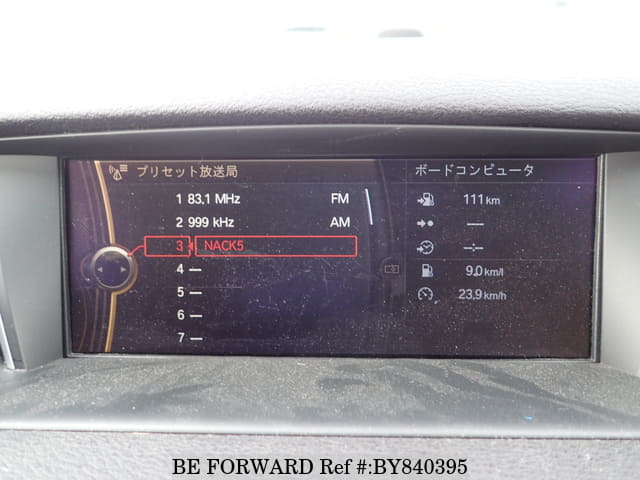 プリセット放送局
1 83.1 MHz FM
2 999 kHz AM
3 NACK5
4 —
5 —
6 —
7 —
ボードコンピュータ
111 km
----
--:--
9.0 km/l
23.9 km/h
BE FORWARD Ref #:BY840395